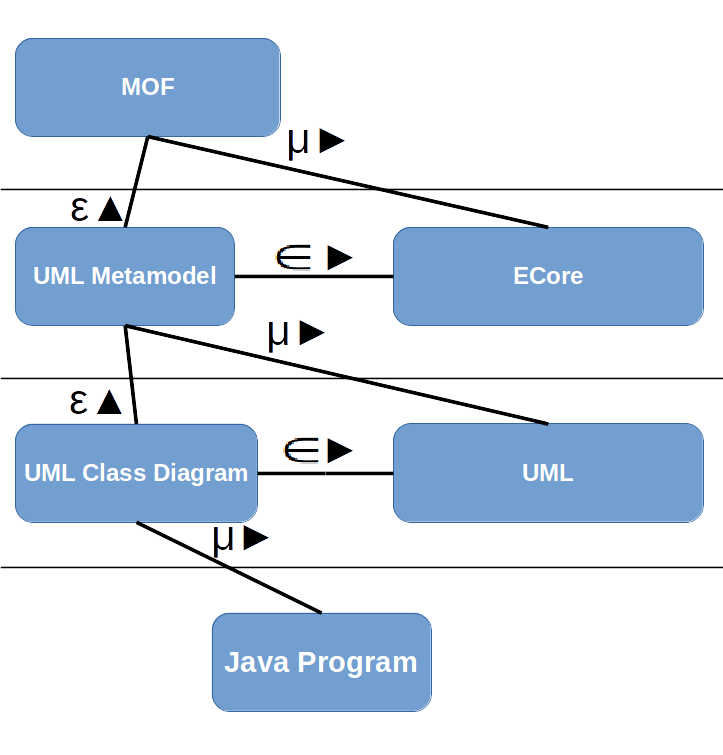 MOF
μ ►
ε ▲
UML Metamodel
∈ ►
ECore
μ ►
ε ▲
UML Class Diagram
∈ ►
UML
μ ►
Java Program